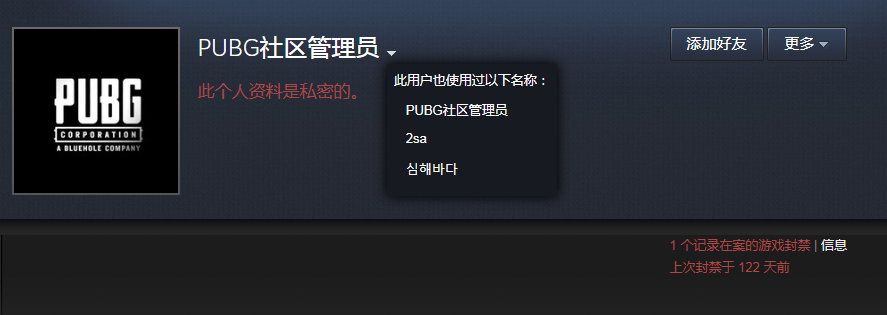 PUBG社区管理员
添加好友
更多
此个人资料是私密的。
此用户也使用过以下名称：
PUBG社区管理员
2sa
심해바다
PUBG
CORPORATION
A BLUEHOLE COMPANY
1 个记录在案的游戏封禁 | 信息
上次封禁于 122 天前